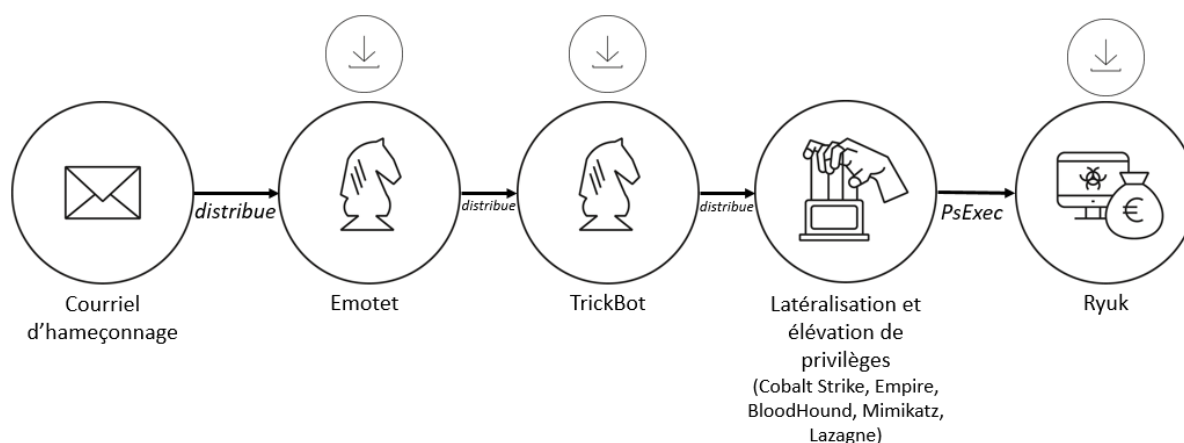 distribue
distribue
distribue
PsExec
Courriel
d’hameçonnage
Emotet
TrickBot
Latéralisation et
élévation de
privilèges
(Cobalt Strike, Empire,
BloodHound, Mimikatz,
Lazagne)
Ryuk
€